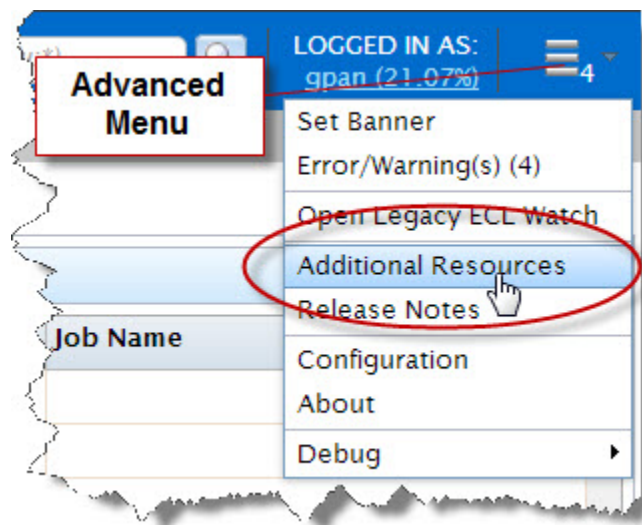 LOGGED IN AS:
gpan (21.07%)
4
Advanced
Menu
Set Banner
Error/Warning(s) (4)
Open Legacy ECL Watch
Additional Resources
Release Notes
Job Name
Configuration
About
Debug